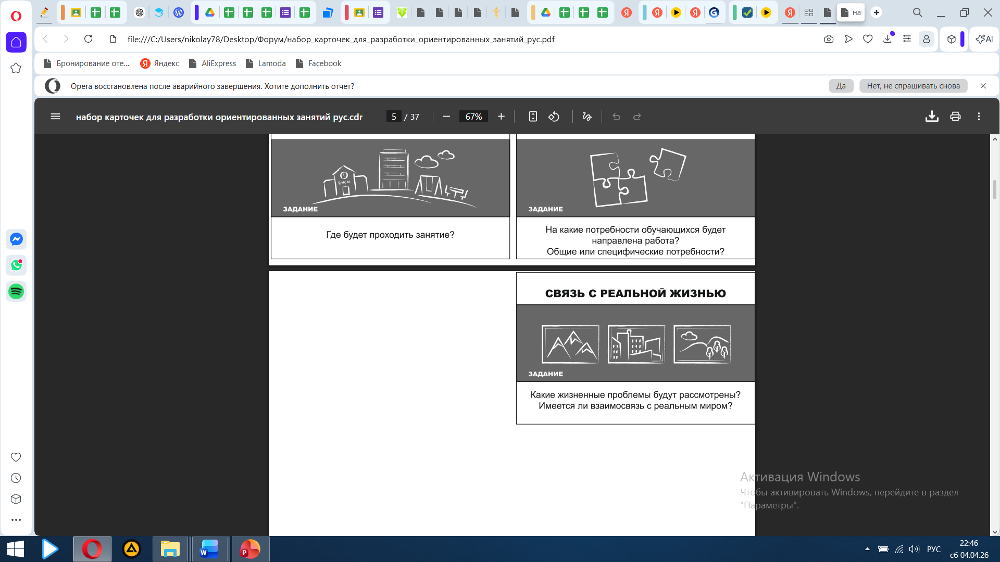 на
file:///C:/Users/nikolay78/Desktop/Форум/набор_карточек_для_разработки_ориентированных_занятий_рус.pdf
AI
Бронирование оте...
Яндекс
AliExpress
Lamoda
Facebook
Opera восстановлена после аварийного завершения. Хотите дополнить отчет?
Да
Нет, не спрашивать снова
набор карточек для разработки ориентированных занятий рус.cdr
5 / 37
67%
SCHOOL
ЗАДАНИЕ
Где будет проходить занятие?
ЗАДАНИЕ
На какие потребности обучающихся будет
направлена работа?
Общие или специфические потребности?
СВЯЗЬ С РЕАЛЬНОЙ ЖИЗНЬЮ
ЗАДАНИЕ
Какие жизненные проблемы будут рассмотрены?
Имеется ли взаимосвязь с реальным миром?
Активация Windows
Чтобы активировать Windows, перейдите в раздел
"Параметры".
РУС
22:46
сб 04.04.26